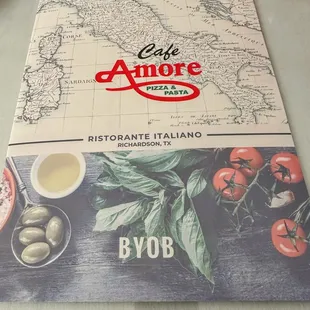 Cafe
Amore
PIZZA &
PASTA
RISTORANTE ITALIANO
RICHARDSON, TX
BYOB